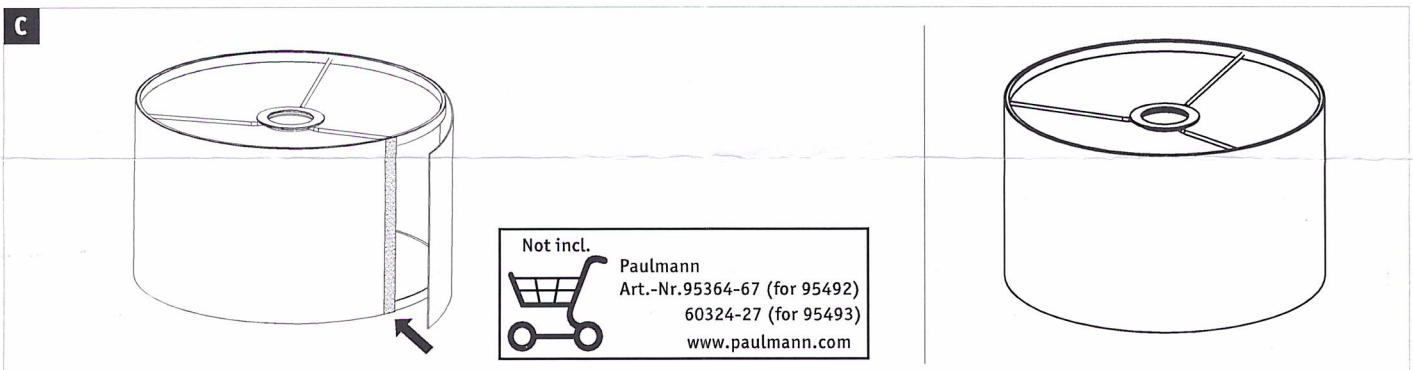 C
Not incl.
Paulmann
Art.-Nr.95364-67 (for 95492)
60324-27 (for 95493)
www.paulmann.com